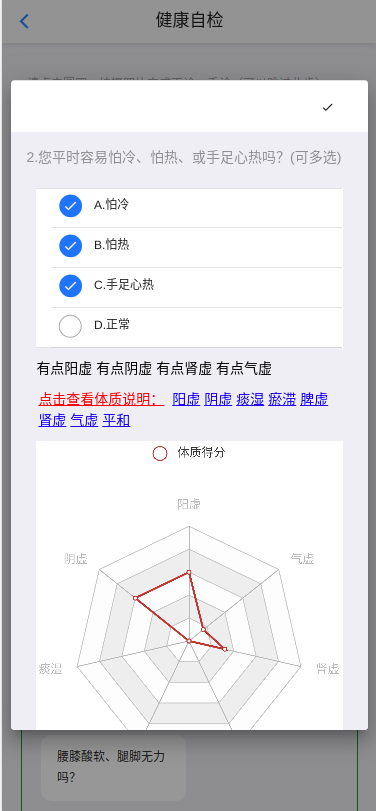 健康自检
2.您平时容易怕冷、怕热、或手足心热吗？(可多选)
A.怕冷
B.怕热
C.手足心热
D.正常
有点阳虚 有点阴虚 有点肾虚 有点气虚
点击查看体质说明： 阳虚 阴虚 痰湿 瘀滞 脾虚
肾虚 气虚 平和
体质得分
阳虚
阴虚
气虚
痰湿
肾虚
腰膝酸软、腿脚无力
吗？